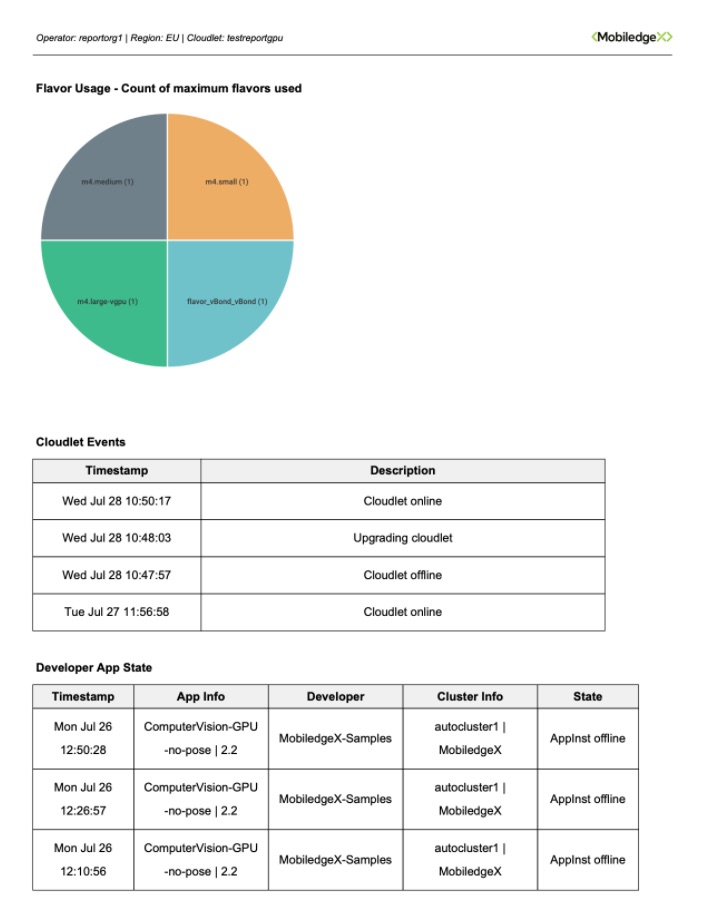 Operator: reportorg1 | Region: EU | Cloudlet: testreportgpu
MobiledgeX
Flavor Usage - Count of maximum flavors used
m4.medium (1)
m4.small (1)
m4.large-vgpu (1)
flavor_vBond_vBond (1)
Cloudlet Events
Timestamp Description
Wed Jul 28 10:50:17 Cloudlet online
Wed Jul 28 10:48:03 Upgrading cloudlet
Wed Jul 28 10:47:57 Cloudlet offline
Tue Jul 27 11:56:58 Cloudlet online
Developer App State
Timestamp App Info Developer Cluster Info State
Mon Jul 26
12:50:28
ComputerVision-GPU
-no-pose | 2.2
MobiledgeX-Samples
autocluster1 |
MobiledgeX
AppInst offline
Mon Jul 26
12:26:57
ComputerVision-GPU
-no-pose | 2.2
MobiledgeX-Samples
autocluster1 |
MobiledgeX
AppInst offline
Mon Jul 26
12:10:56
ComputerVision-GPU
-no-pose | 2.2
MobiledgeX-Samples
autocluster1 |
MobiledgeX
AppInst offline